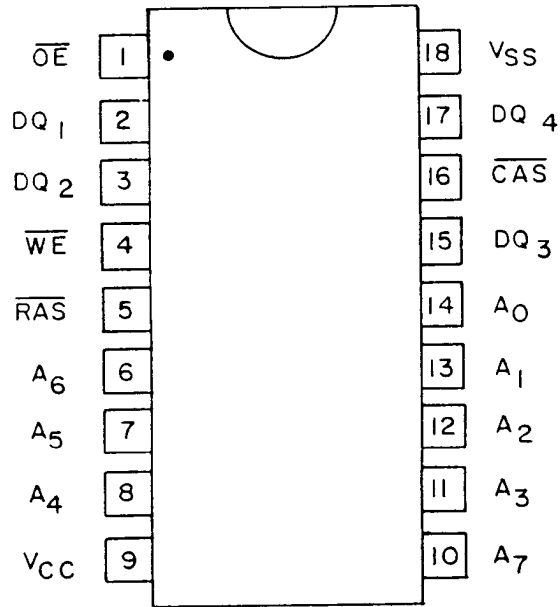 OE 1 18 VSS
DQ1 2 17 DQ4
DQ2 3 16 CAS
WE 4 15 DQ3
RAS 5 14 A0
A6 6 13 A1
A5 7 12 A2
A4 8 11 A3
VCC 9 10 A7